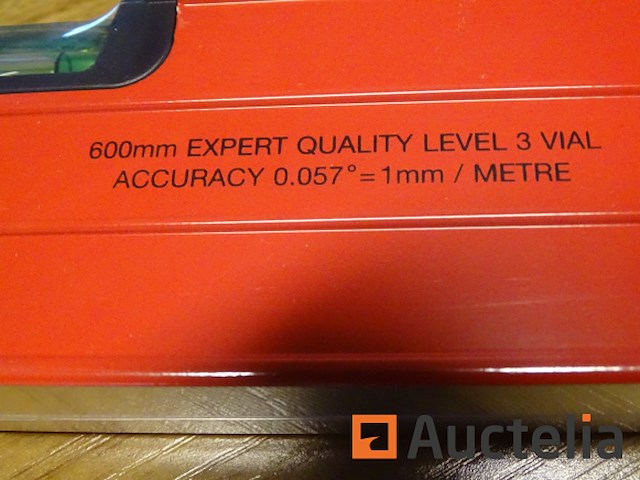 600mm EXPERT QUALITY LEVEL 3 VIAL
ACCURACY 0.057°=1mm / METRE
Auctelia